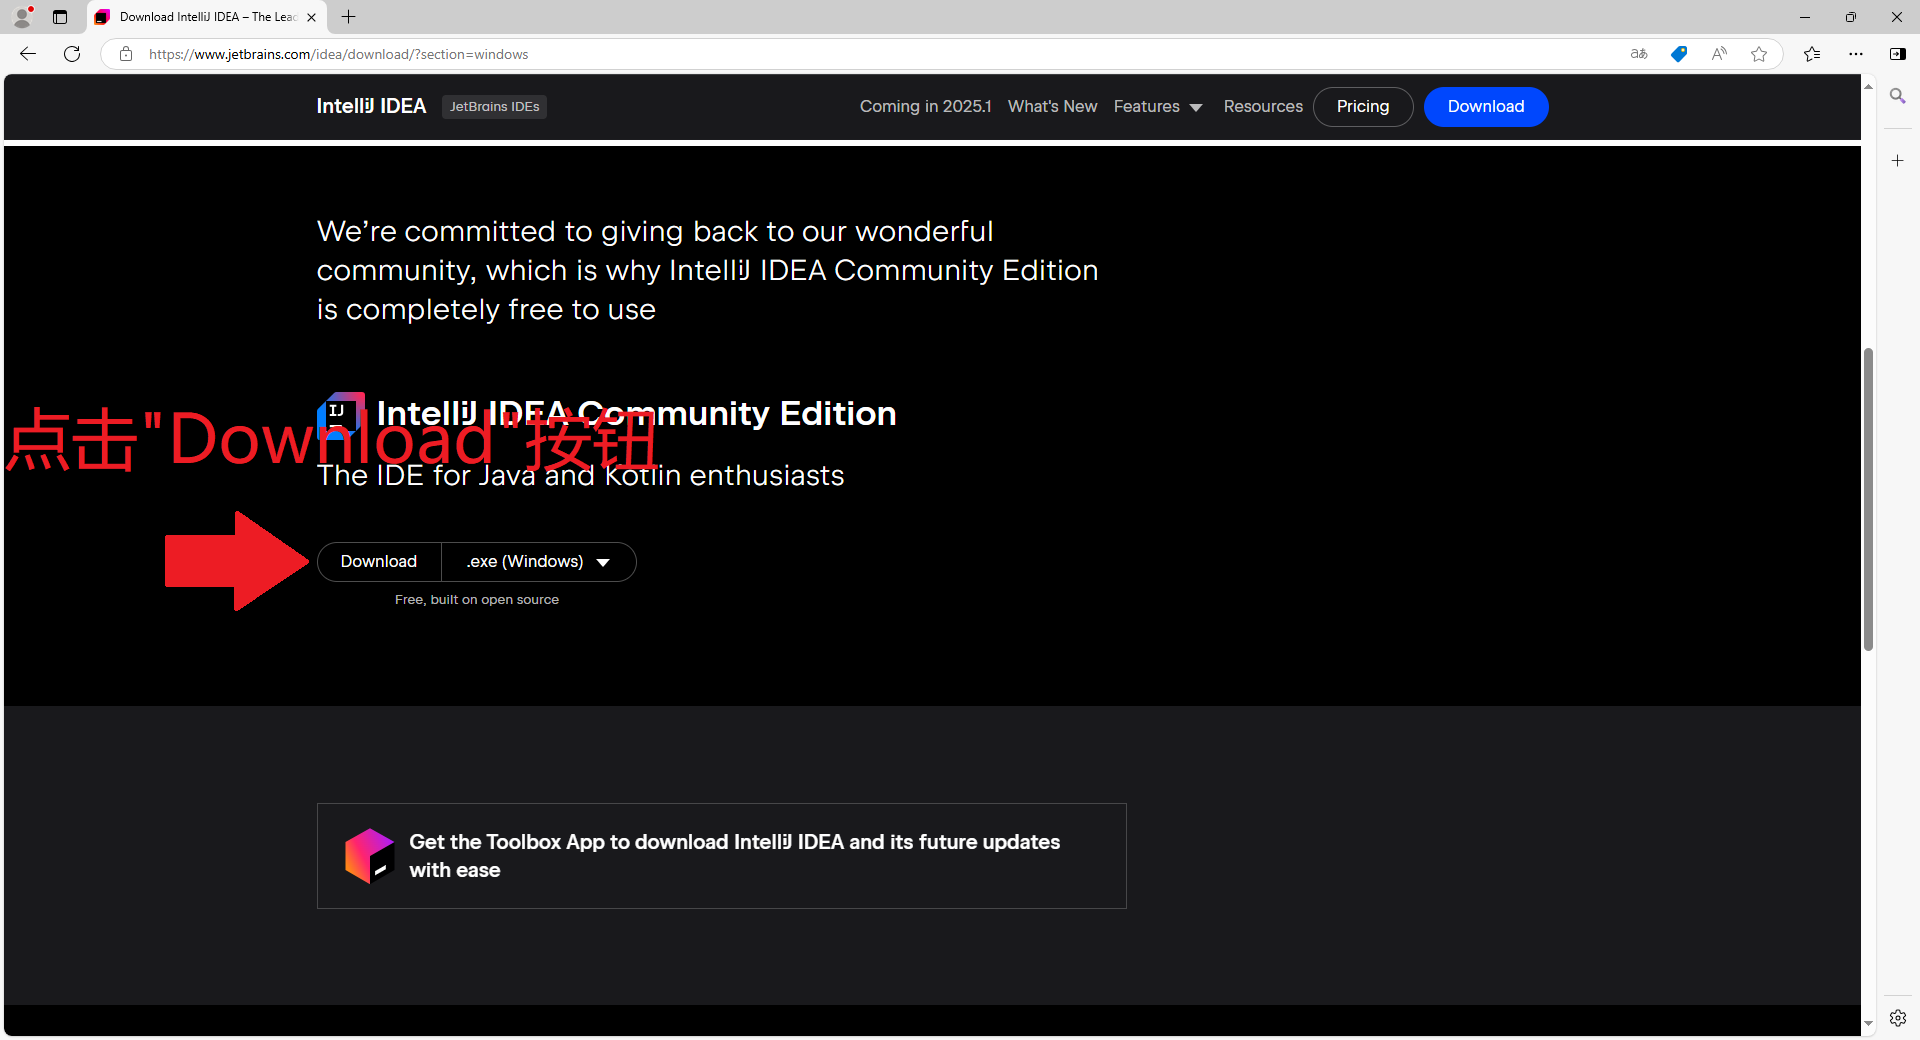 Download IntelliJ IDEA – The Lead
https://www.jetbrains.com/idea/download/?section=windows
IntelliJ IDEA JetBrains IDEs Coming in 2025.1 What's New Features Resources Pricing Download
We’re committed to giving back to our wonderful
community, which is why IntelliJ IDEA Community Edition
is completely free to use
IJ IntelliJ IDEA Community Edition
点击"Download"按钮
The IDE for Java and Kotlin enthusiasts
Download .exe (Windows)
Free, built on open source
Get the Toolbox App to download IntelliJ IDEA and its future updates
with ease